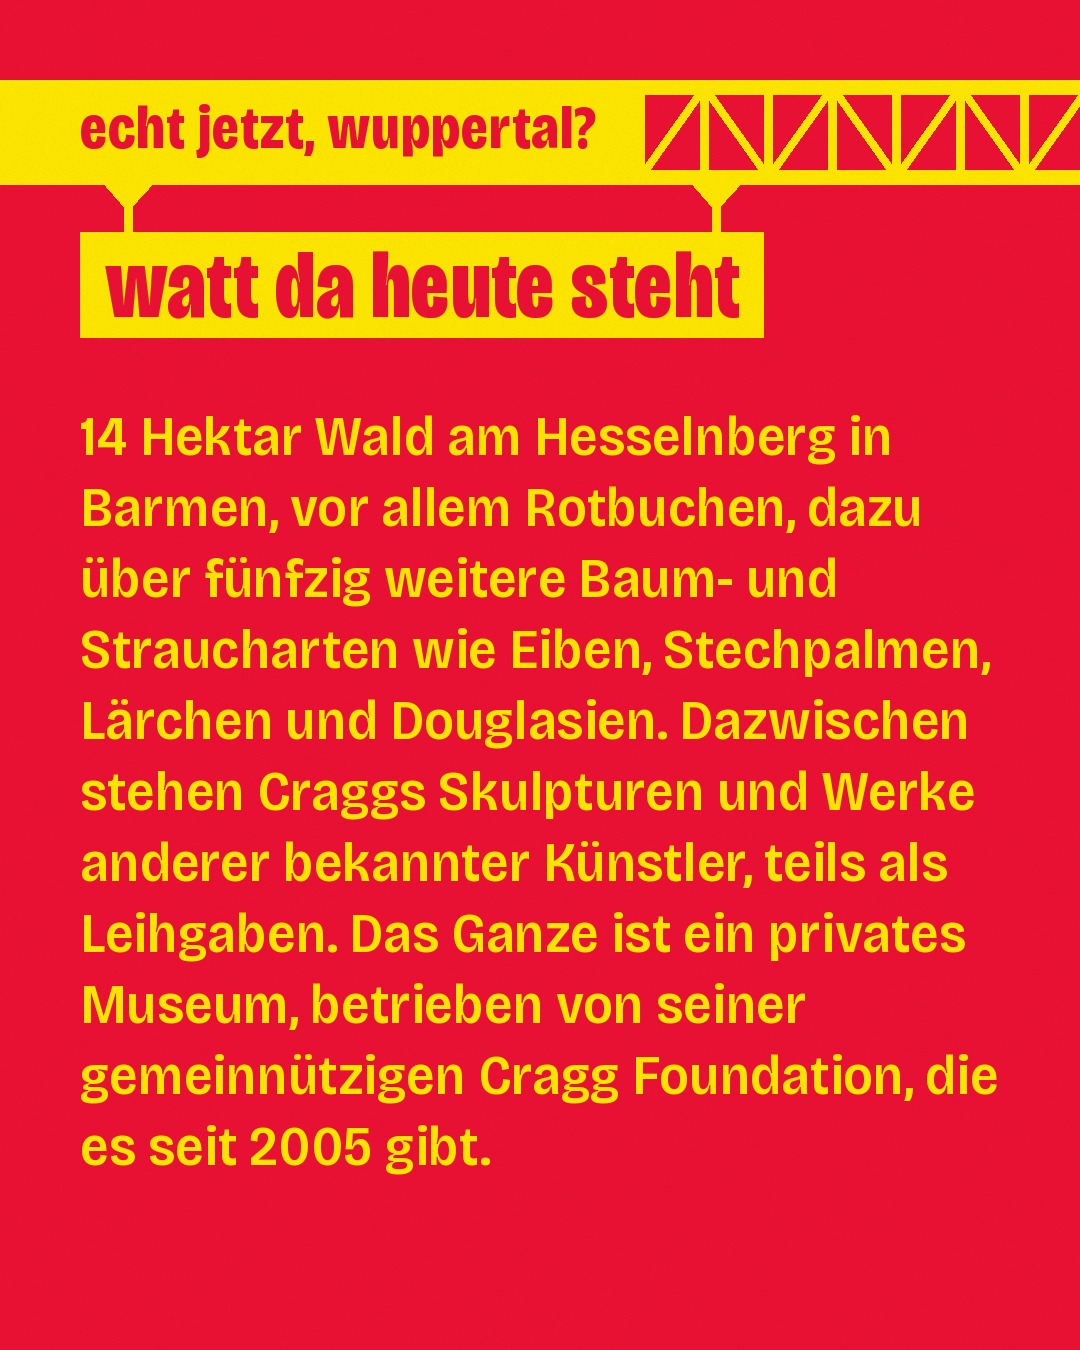 echt jetzt, wuppertal?
watt da heute steht
14 Hektar Wald am Hesselnberg in
Barmen, vor allem Rotbuchen, dazu
über fünfzig weitere Baum- und
Straucharten wie Eiben, Stechpalmen,
Lärchen und Douglasien. Dazwischen
stehen Craggs Skulpturen und Werke
anderer bekannter Künstler, teils als
Leihgaben. Das Ganze ist ein privates
Museum, betrieben von seiner
gemeinnützigen Cragg Foundation, die
es seit 2005 gibt.